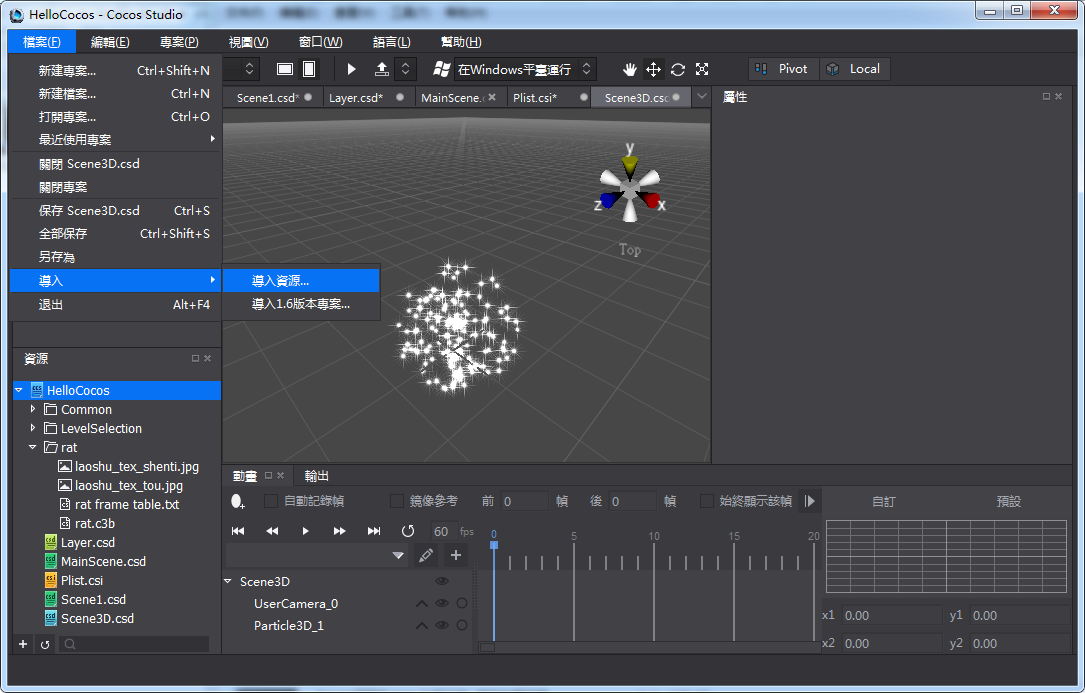 HelloCocos - Cocos Studio
檔案(F) 編輯(E) 專案(P) 視圖(V) 窗口(W) 語言(L) 幫助(H)
在Windows平臺運行 Pivot Local
新建專案... Ctrl+Shift+N
新建檔案... Ctrl+N
打開專案... Ctrl+O
最近使用專案
關閉 Scene3D.csd
關閉專案
保存 Scene3D.csd Ctrl+S
全部保存 Ctrl+Shift+S
另存為
導入
退出 Alt+F4
導入資源...
導入1.6版本專案...
Scene1.csd* Layer.csd* MainScene. Plist.csi* Scene3D.csd
屬性
y
z x
Top
資源
HelloCocos
Common
LevelSelection
rat
laoshu_tex_shenti.jpg
laoshu_tex_tou.jpg
rat frame table.txt
rat.c3b
Layer.csd
MainScene.csd
Plist.csi
Scene1.csd
Scene3D.csd
動畫 輸出
自動記錄幀 鏡像參考 前 0 幀 後 0 幀 始終顯示該幀 自訂 預設
60 fps 0 5 10 15 20
Scene3D
UserCamera_0
Particle3D_1
x1 0.00 y1 0.00
x2 0.00 y2 0.00